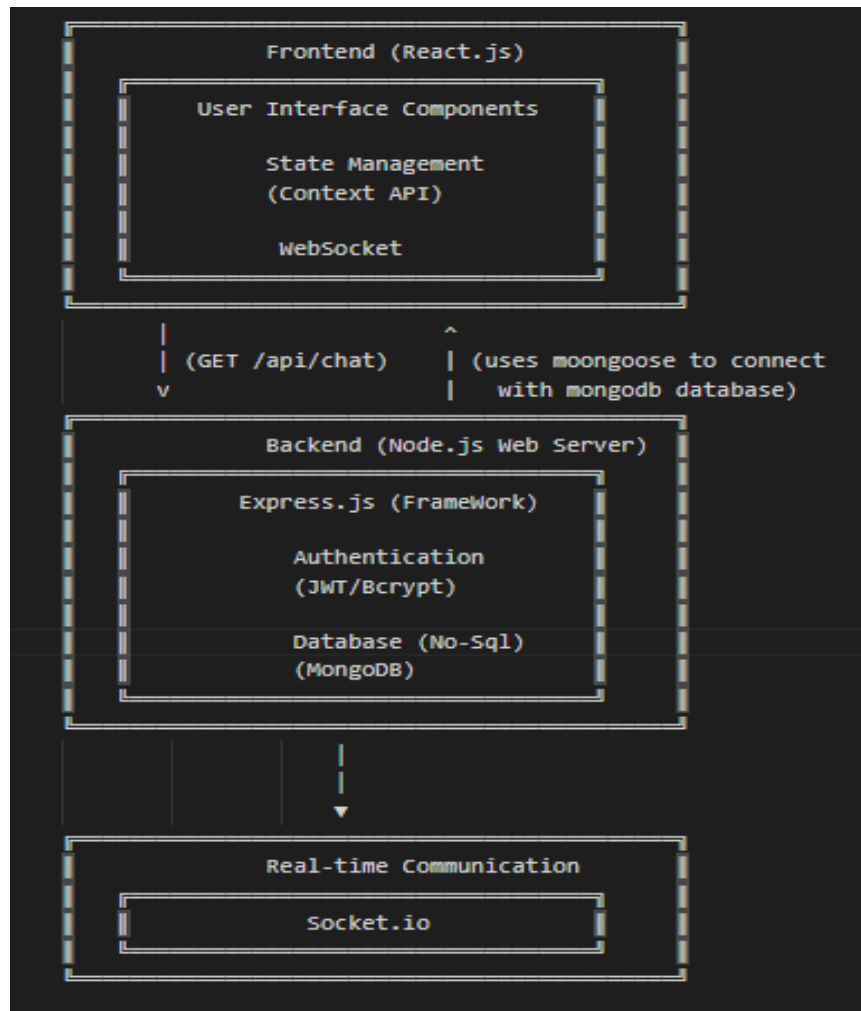 Frontend (React.js)
User Interface Components
State Management
(Context API)
WebSocket
(GET /api/chat)
(uses moongoose to connect
with mongodb database)
Backend (Node.js Web Server)
Express.js (FrameWork)
Authentication
(JWT/Bcrypt)
Database (No-Sql)
(MongoDB)
Real-time Communication
Socket.io